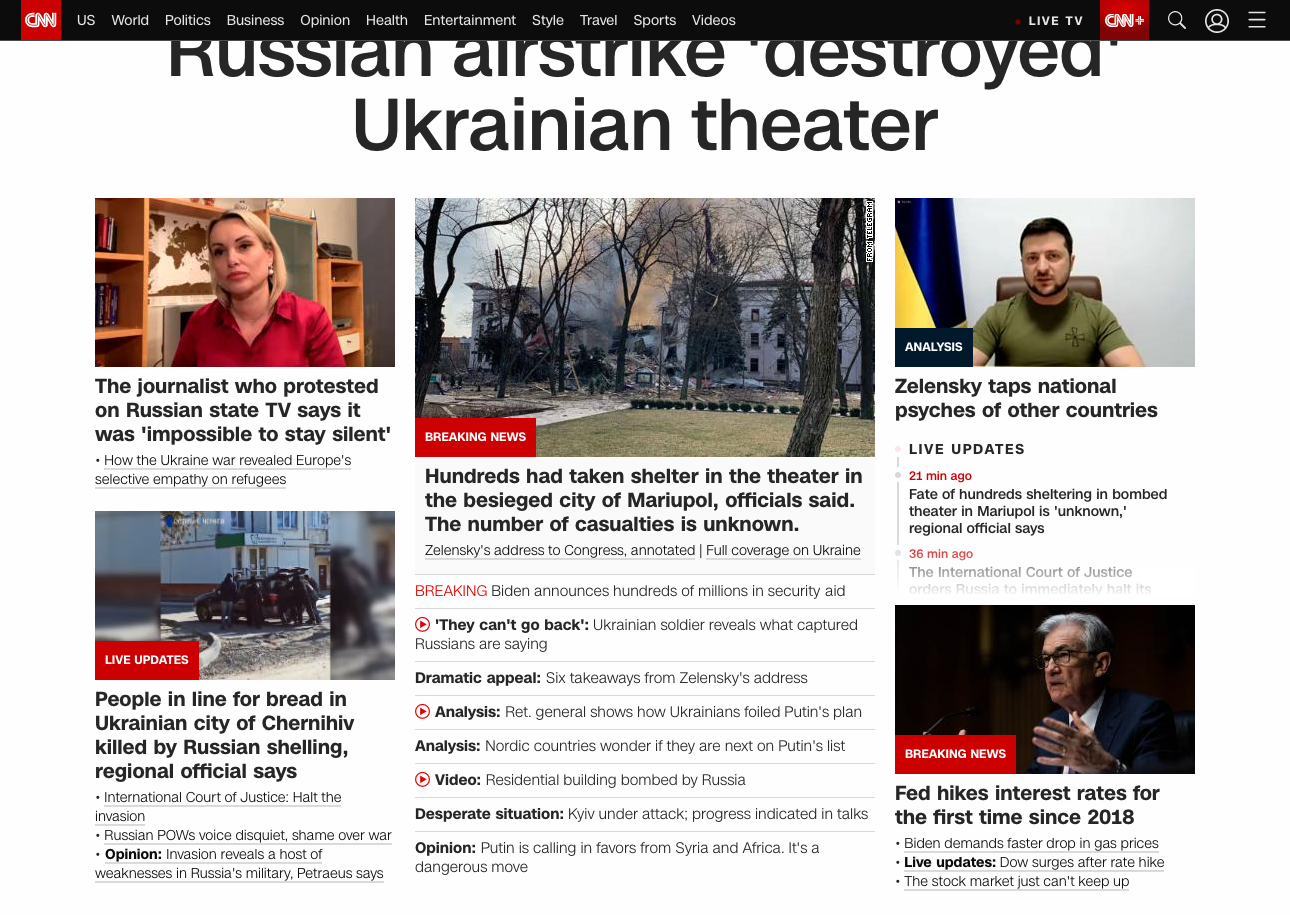 CNN US World Politics Business Opinion Health Entertainment Style Travel Sports Videos LIVE TV CNN+
Russian airstrike 'destroyed'
Ukrainian theater
The journalist who protested
on Russian state TV says it
was 'impossible to stay silent'
• How the Ukraine war revealed Europe's
selective empathy on refugees
LIVE UPDATES
People in line for bread in
Ukrainian city of Chernihiv
killed by Russian shelling,
regional official says
• International Court of Justice: Halt the
invasion
• Russian POWs voice disquiet, shame over war
• Opinion: Invasion reveals a host of
weaknesses in Russia's military, Petraeus says
FROM TELEGRAM
BREAKING NEWS
Hundreds had taken shelter in the theater in
the besieged city of Mariupol, officials said.
The number of casualties is unknown.
Zelensky's address to Congress, annotated | Full coverage on Ukraine
BREAKING Biden announces hundreds of millions in security aid
'They can't go back': Ukrainian soldier reveals what captured
Russians are saying
Dramatic appeal: Six takeaways from Zelensky's address
Analysis: Ret. general shows how Ukrainians foiled Putin's plan
Analysis: Nordic countries wonder if they are next on Putin's list
Video: Residential building bombed by Russia
Desperate situation: Kyiv under attack; progress indicated in talks
Opinion: Putin is calling in favors from Syria and Africa. It's a
dangerous move
ANALYSIS
Zelensky taps national
psyches of other countries
LIVE UPDATES
21 min ago
Fate of hundreds sheltering in bombed
theater in Mariupol is 'unknown,'
regional official says
36 min ago
The International Court of Justice
orders Russia to immediately halt its
BREAKING NEWS
Fed hikes interest rates for
the first time since 2018
• Biden demands faster drop in gas prices
• Live updates: Dow surges after rate hike
• The stock market just can't keep up